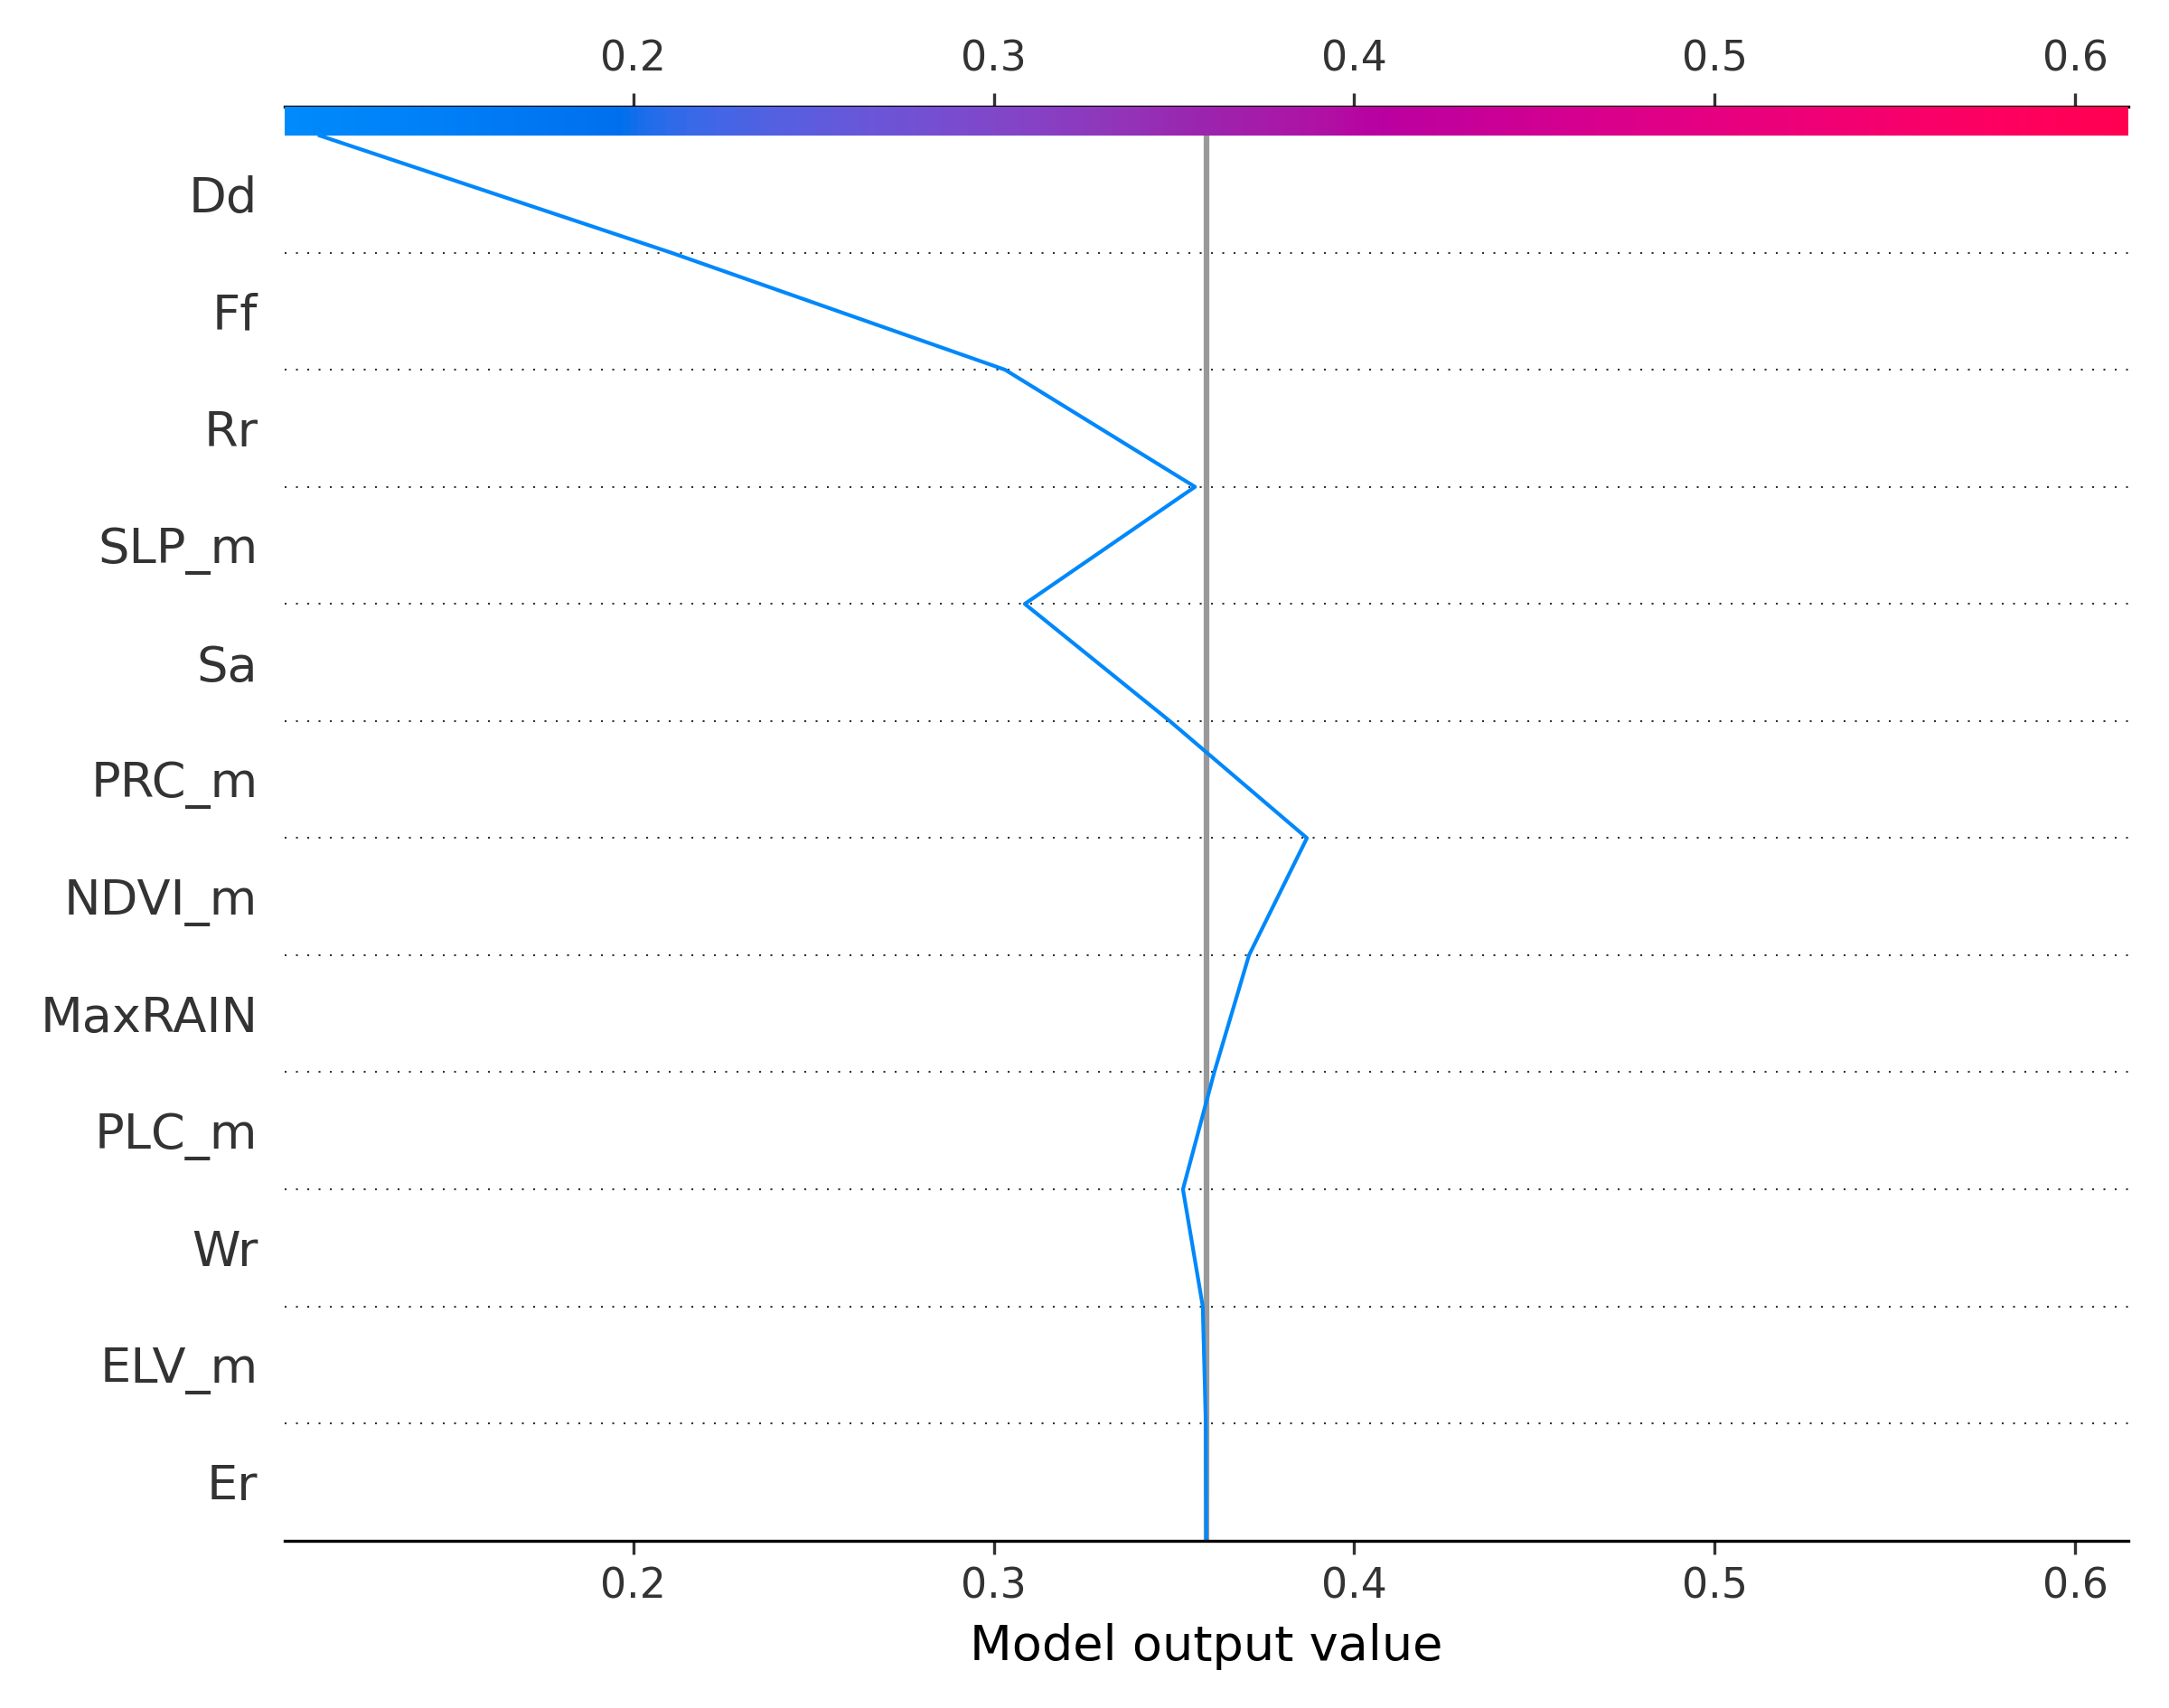 0.2 0.3 0.4 0.5 0.6
Dd
Ff
Rr
SLP_m
Sa
PRC_m
NDVI_m
MaxRAIN
PLC_m
Wr
ELV_m
Er
0.2 0.3 0.4 0.5 0.6
Model output value